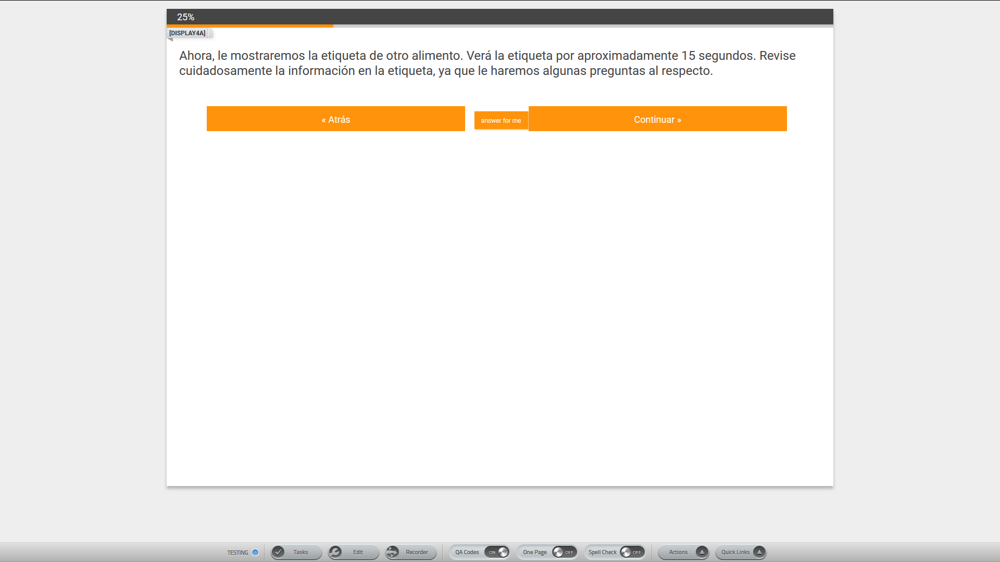 25%
[DISPLAY4A]
Ahora, le mostraremos la etiqueta de otro alimento. Verá la etiqueta por aproximadamente 15 segundos. Revise
cuidadosamente la información en la etiqueta, ya que le haremos algunas preguntas al respecto.
« Atrás
answer for me
Continuar »
TESTING
Tasks
Edit
Recorder
QA Codes ON
One Page OFF
Spell Check OFF
Actions
Quick Links